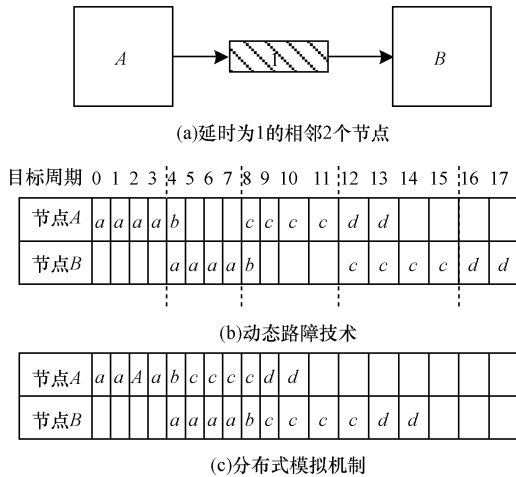 A 1 B
(a)延时为1的相邻2个节点
目标周期 0 1 2 3 4 5 6 7 8 9 10 11 12 13 14 15 16 17
节点A a a a a b c c c c d d
节点B a a a a b c c c c d d
(b)动态路障技术
节点A a a A a b c c c c d d
节点B a a a a b c c c c d d
(c)分布式模拟机制